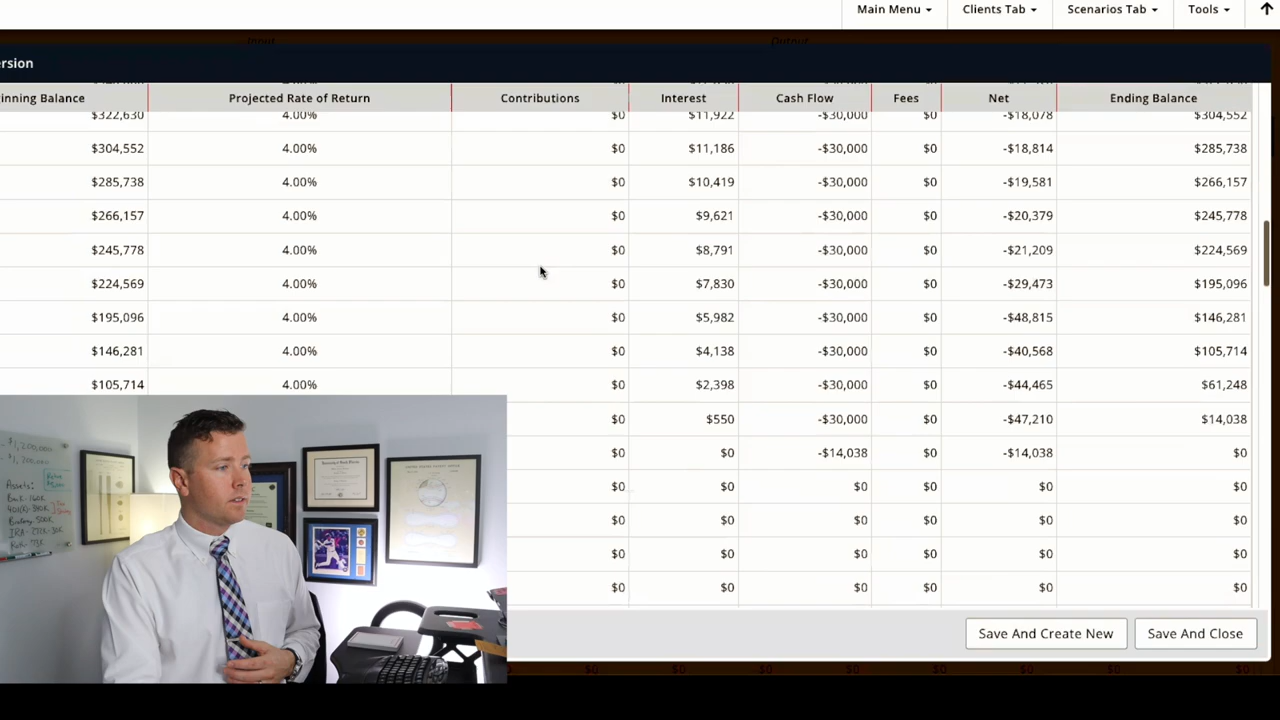 Main Menu Clients Tab Scenarios Tab Tools
ersion
inning Balance Projected Rate of Return Contributions Interest Cash Flow Fees Net Ending Balance
$322,630 4.00% $0 $11,922 -$30,000 $0 -$18,078 $304,552
$304,552 4.00% $0 $11,186 -$30,000 $0 -$18,814 $285,738
$285,738 4.00% $0 $10,419 -$30,000 $0 -$19,581 $266,157
$266,157 4.00% $0 $9,621 -$30,000 $0 -$20,379 $245,778
$245,778 4.00% $0 $8,791 -$30,000 $0 -$21,209 $224,569
$224,569 4.00% $0 $7,830 -$30,000 $0 -$29,473 $195,096
$195,096 4.00% $0 $5,982 -$30,000 $0 -$48,815 $146,281
$146,281 4.00% $0 $4,138 -$30,000 $0 -$40,568 $105,714
$105,714 4.00% $0 $2,398 -$30,000 $0 -$44,465 $61,248
$0 $550 -$30,000 $0 -$47,210 $14,038
$0 $0 -$14,038 $0 -$14,038 $0
$0 $0 $0 $0 $0 $0
$0 $0 $0 $0 $0 $0
$0 $0 $0 $0 $0 $0
$0 $0 $0 $0 $0 $0
Save And Create New Save And Close
Assets:
Bank - 160K